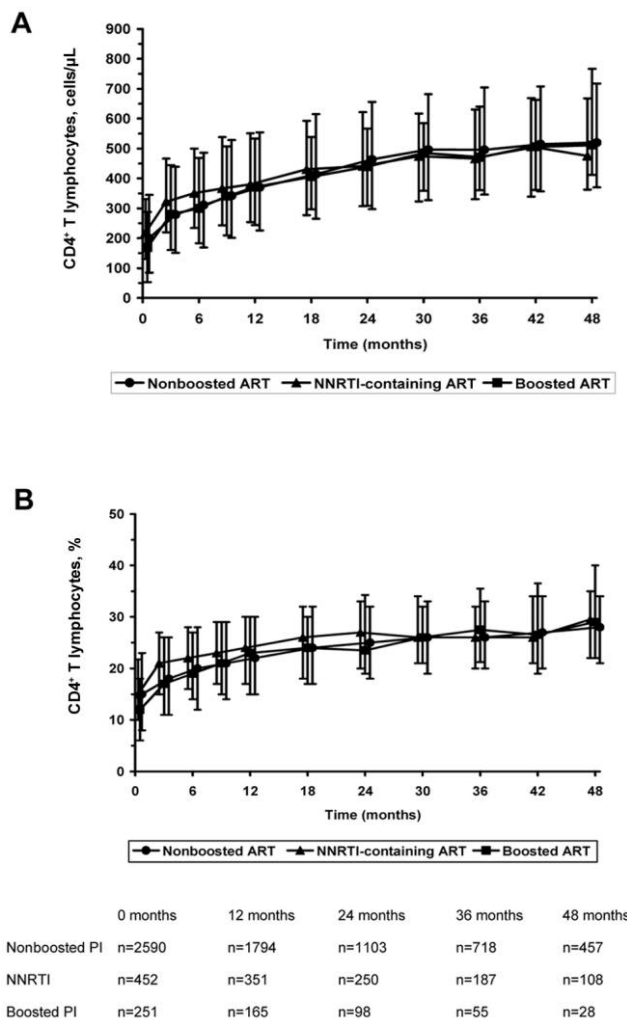 A
CD4+ T lymphocytes, cells/μL
900
800
700
600
500
400
300
200
100
0
0 6 12 18 24 30 36 42 48
Time (months)
Nonboosted ART NNRTI-containing ART Boosted ART
B
CD4+ T lymphocytes, %
50
40
30
20
10
0
0 6 12 18 24 30 36 42 48
Time (months)
Nonboosted ART NNRTI-containing ART Boosted ART
0 months 12 months 24 months 36 months 48 months
Nonboosted PI n=2590 n=1794 n=1103 n=718 n=457
NNRTI n=452 n=351 n=250 n=187 n=108
Boosted PI n=251 n=165 n=98 n=55 n=28